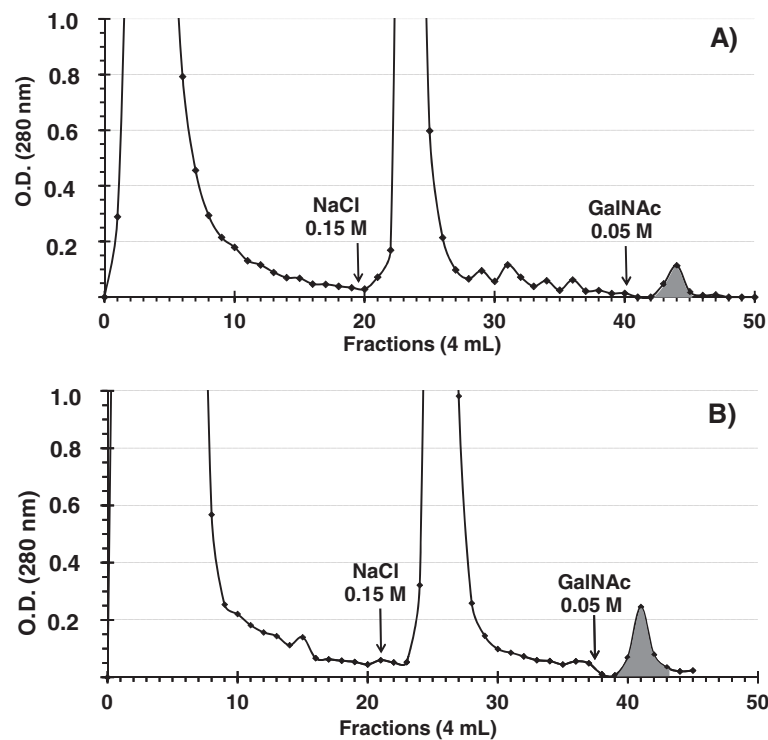 A)
O.D. (280 nm)
1.0
0.8
0.6
0.4
0.2
NaCl
0.15 M
GalNAc
0.05 M
0 10 20 30 40 50
Fractions (4 mL)
B)
O.D. (280 nm)
1.0
0.8
0.6
0.4
0.2
NaCl
0.15 M
GalNAc
0.05 M
0 10 20 30 40 50
Fractions (4 mL)